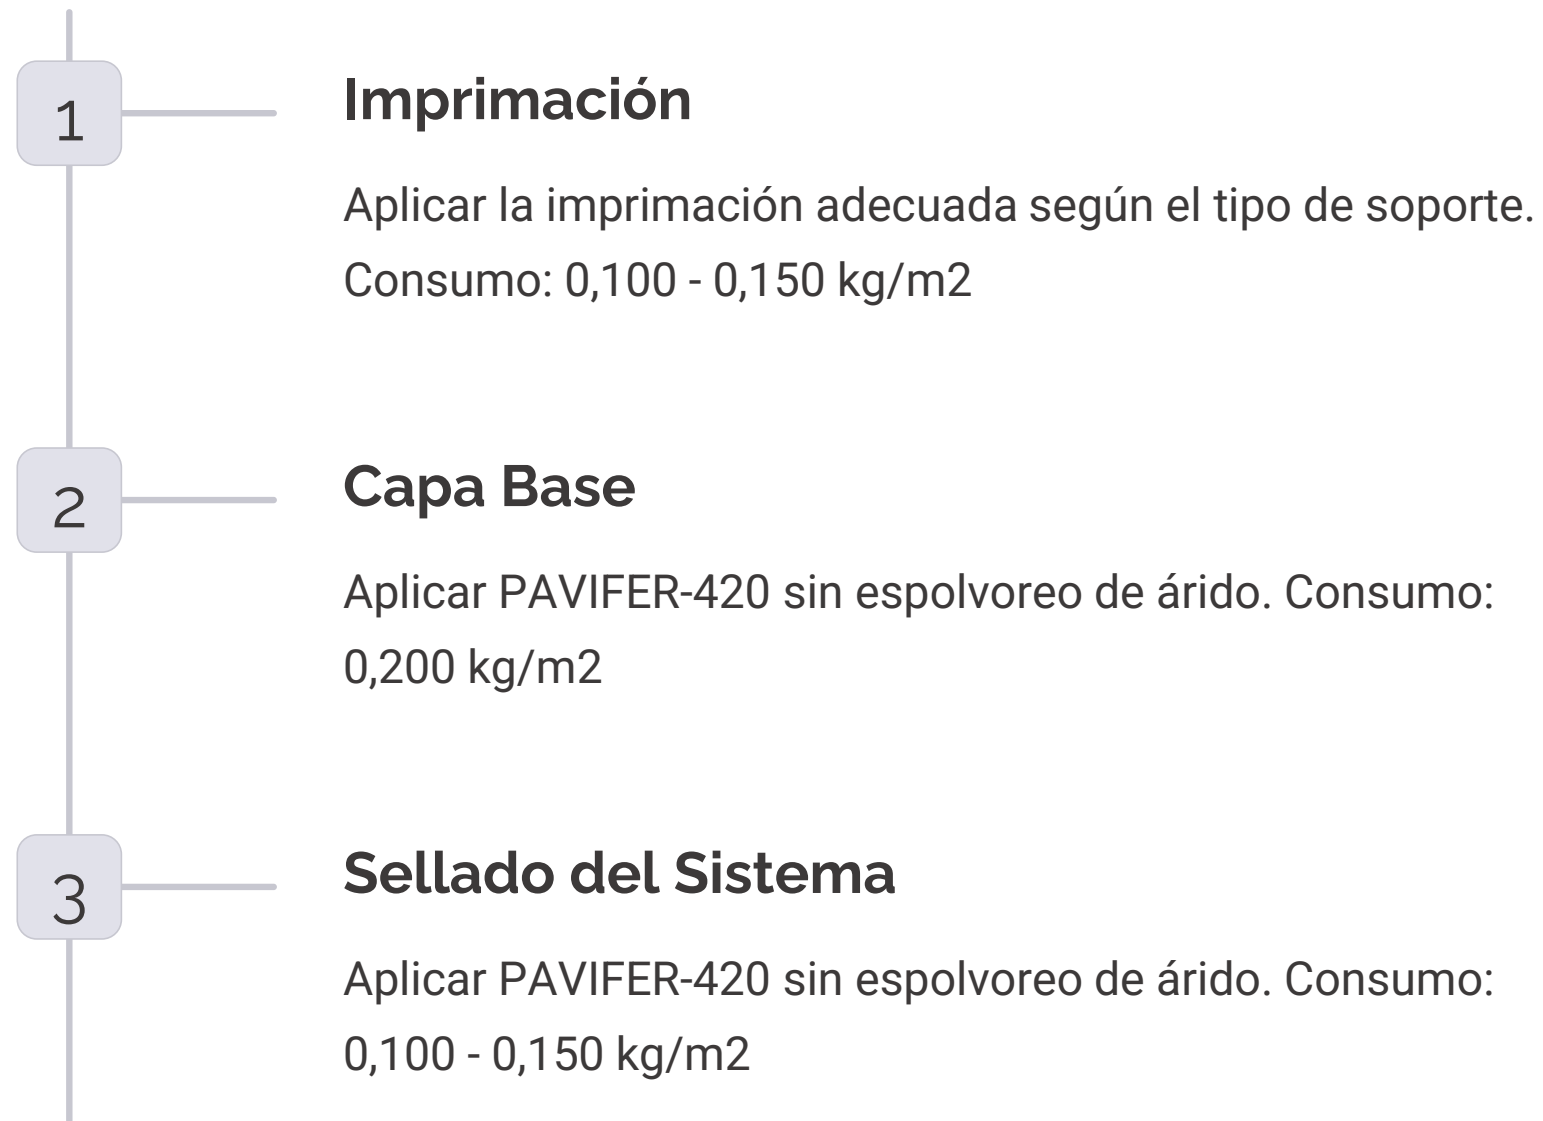 1
Imprimación
Aplicar la imprimación adecuada según el tipo de soporte.
Consumo: 0,100 - 0,150 kg/m2
2
Capa Base
Aplicar PAVIFER-420 sin espolvoreo de árido. Consumo:
0,200 kg/m2
3
Sellado del Sistema
Aplicar PAVIFER-420 sin espolvoreo de árido. Consumo:
0,100 - 0,150 kg/m2